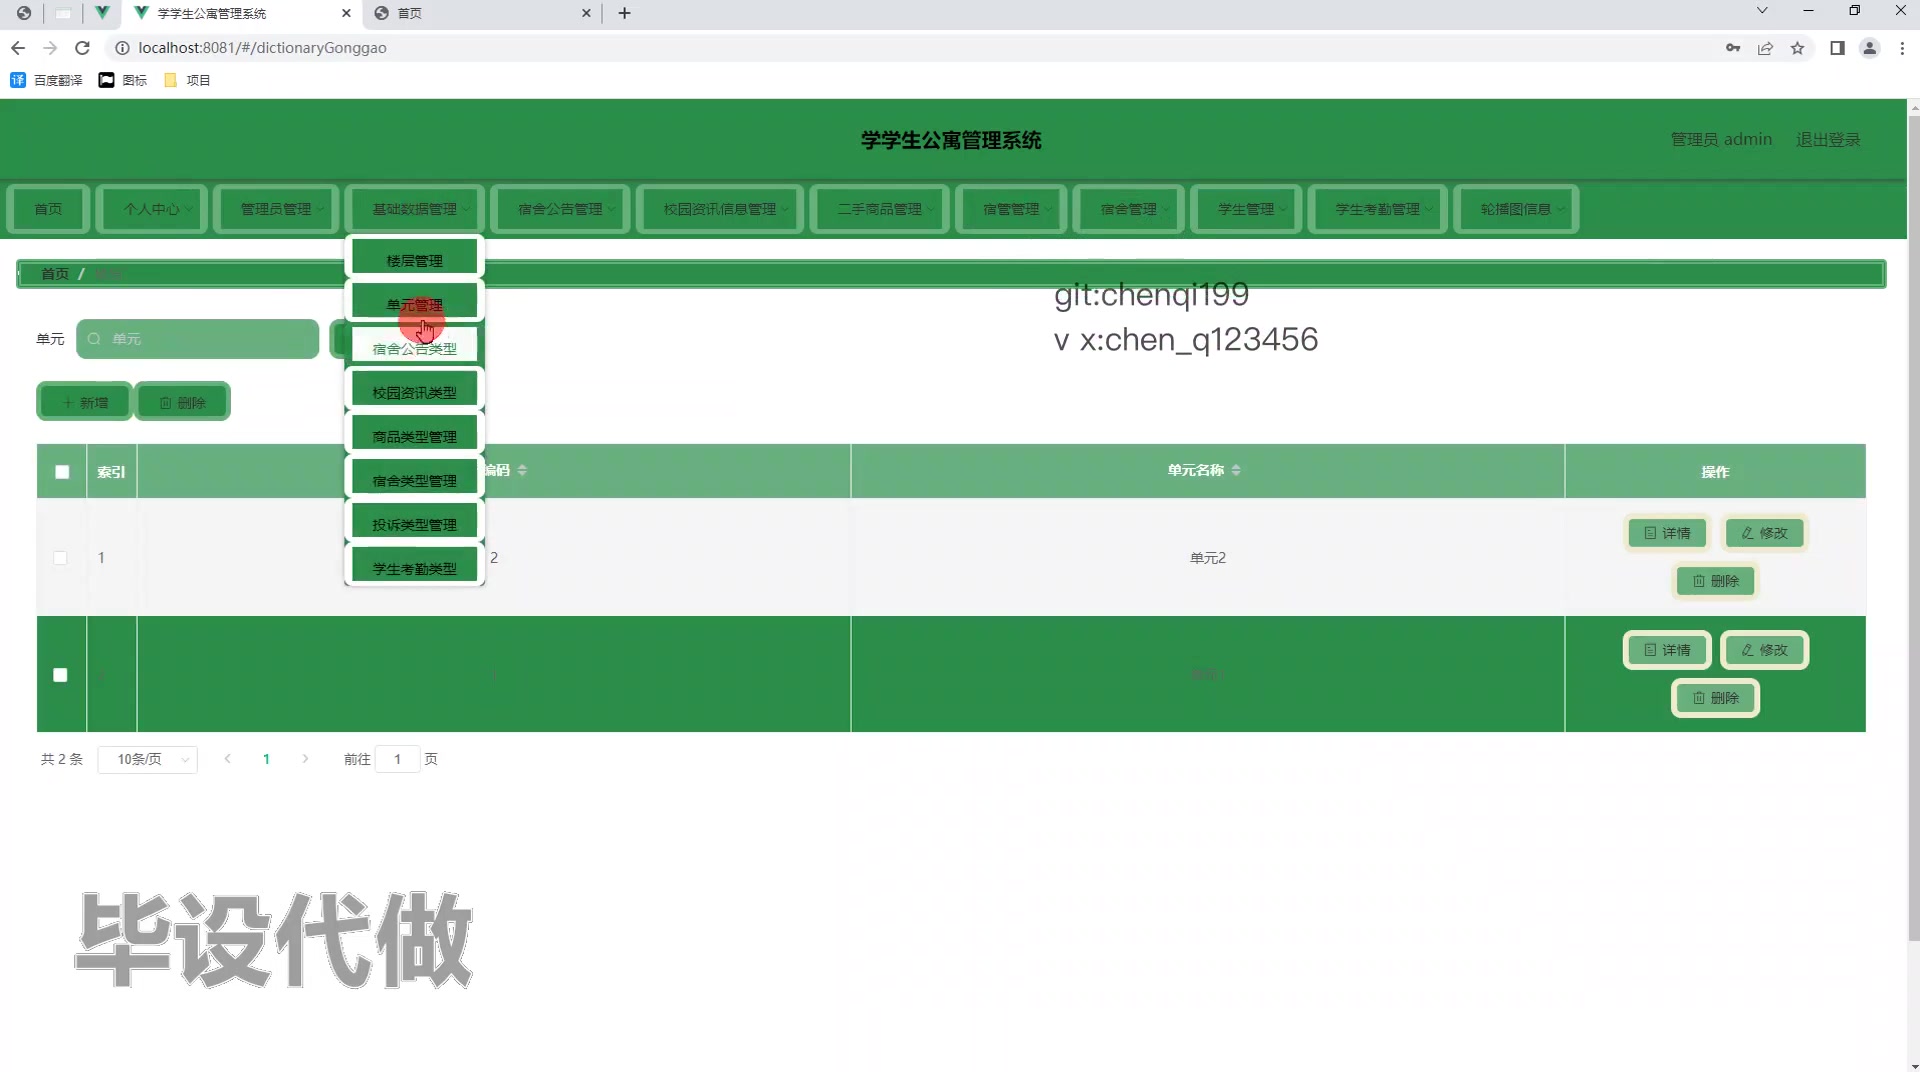 学学生公寓管理系统
首页
localhost:8081/#/dictionaryGonggao
百度翻译 图标 项目
学学生公寓管理系统
管理员 admin 退出登录
首页 个人中心 管理员管理 基础数据管理 宿舍公告管理 校园资讯信息管理 二手商品管理 宿管管理 宿舍管理 学生管理 学生考勤管理 轮播图信息
楼层管理
单元管理
宿舍公告类型
校园资讯类型
商品类型管理
宿舍类型管理
投诉类型管理
学生考勤类型
首页 /
git:chenqi199
v x:chen_q123456
单元 单元
新增 删除
索引 编码 单元名称 操作
1 2 单元2 详情 修改
删除
详情 修改
删除
共 2 条 10条/页 1 前往 1 页
毕设代做